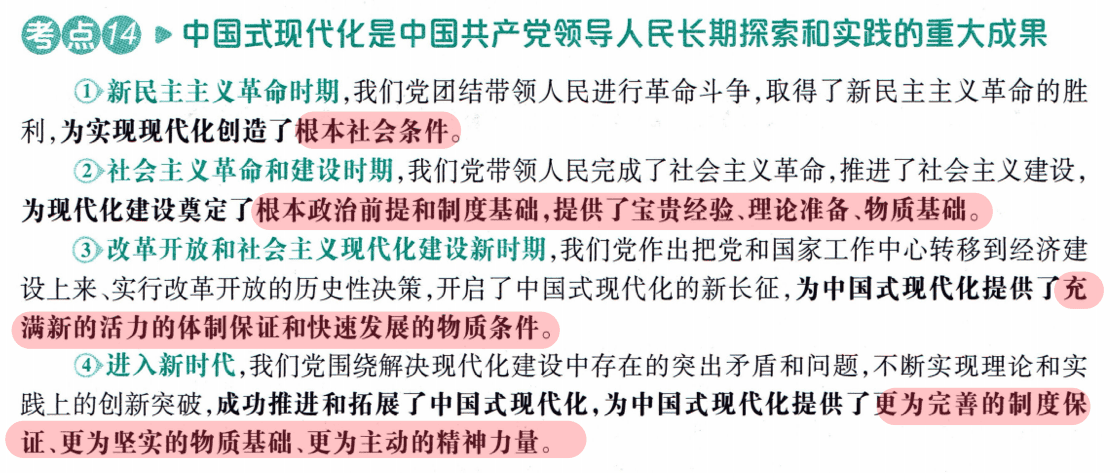 考点14 ▶ 中国式现代化是中国共产党领导人民长期探索和实践的重大成果
①新民主主义革命时期,我们党团结带领人民进行革命斗争,取得了新民主主义革命的胜
利,为实现现代化创造了根本社会条件。
②社会主义革命和建设时期,我们党带领人民完成了社会主义革命,推进了社会主义建设,
为现代化建设奠定了根本政治前提和制度基础,提供了宝贵经验、理论准备、物质基础。
③改革开放和社会主义现代化建设新时期,我们党作出把党和国家工作中心转移到经济建
设上来、实行改革开放的历史性决策,开启了中国式现代化的新长征,为中国式现代化提供了充
满新的活力的体制保证和快速发展的物质条件。
④进入新时代,我们党围绕解决现代化建设中存在的突出矛盾和问题,不断实现理论和实
践上的创新突破,成功推进和拓展了中国式现代化,为中国式现代化提供了更为完善的制度保
证、更为坚实的物质基础、更为主动的精神力量。